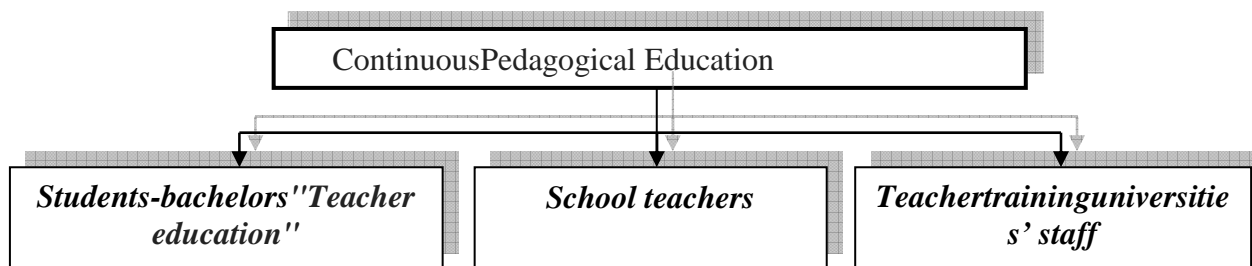 ContinuousPedagogical Education
Students-bachelors"Teacher
education"
School teachers
Teachertraininguniversitie
s’ staff